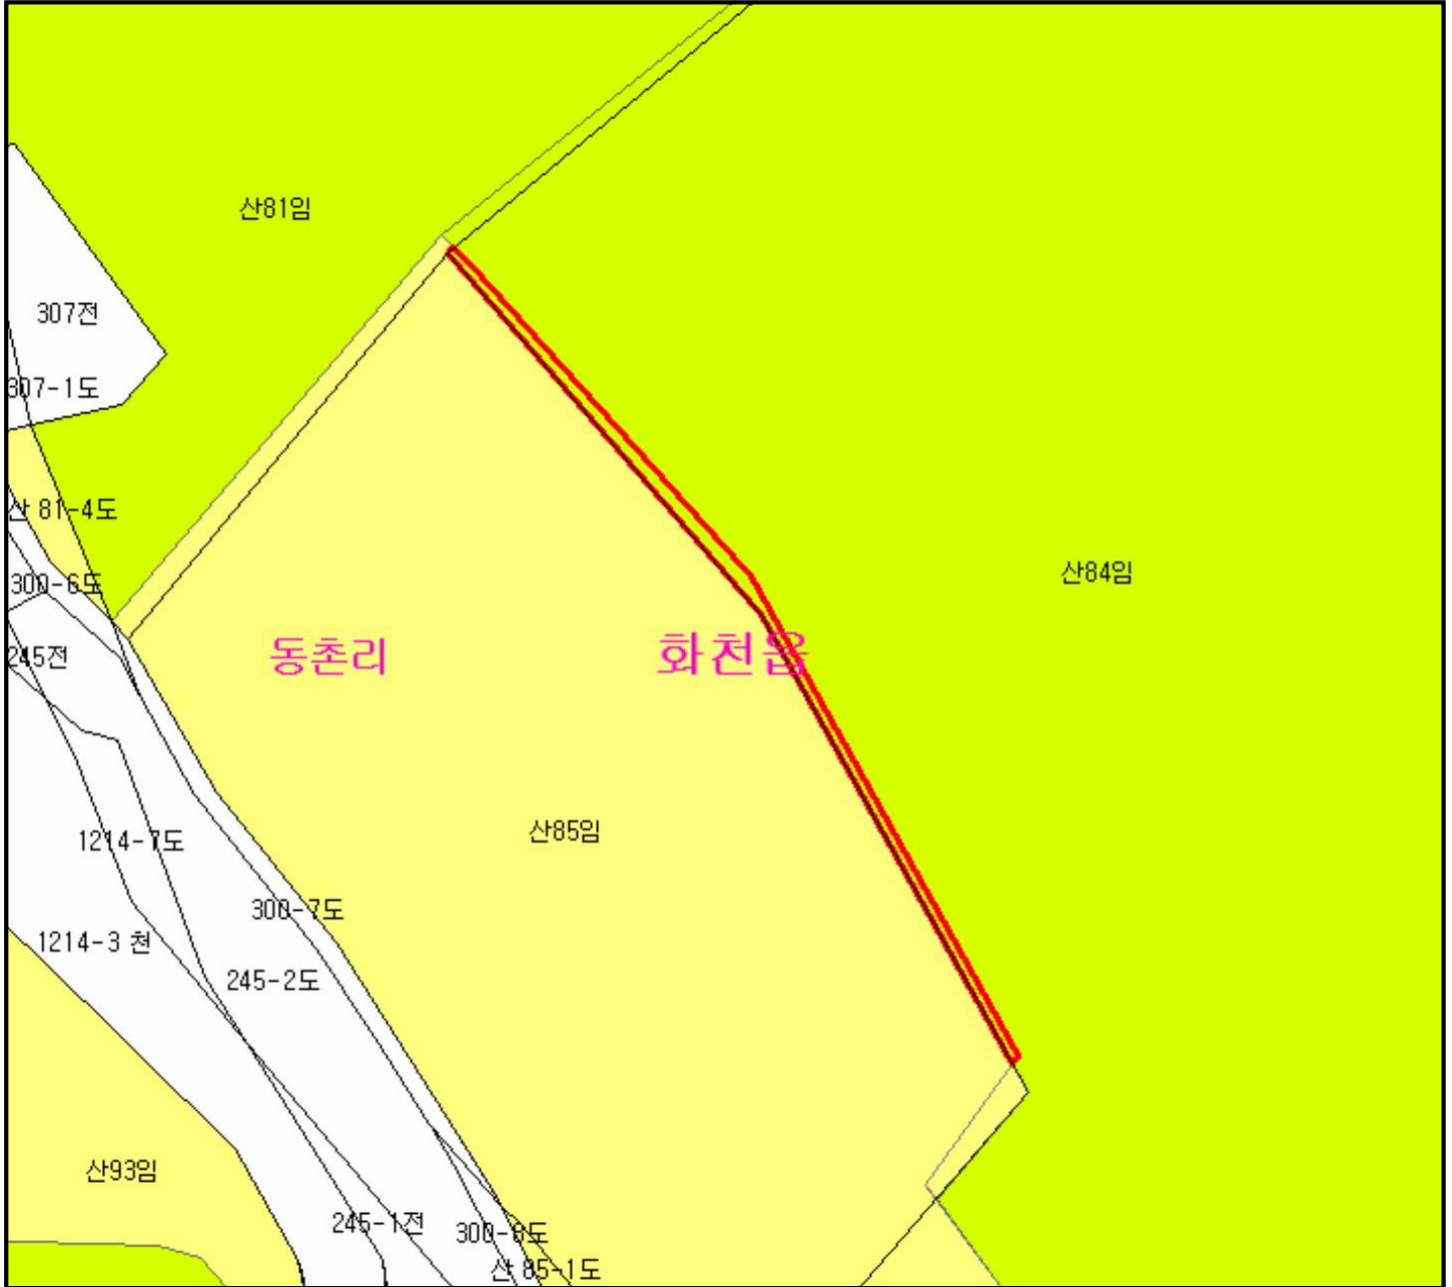 산81임
307전
307-1도
산 81-4도
산84임
300-6도
245전
동촌리
화천읍
산85임
1214-7도
300-7도
1214-3 천
245-2도
산93임
245-1전
300-8도
산 85-1도